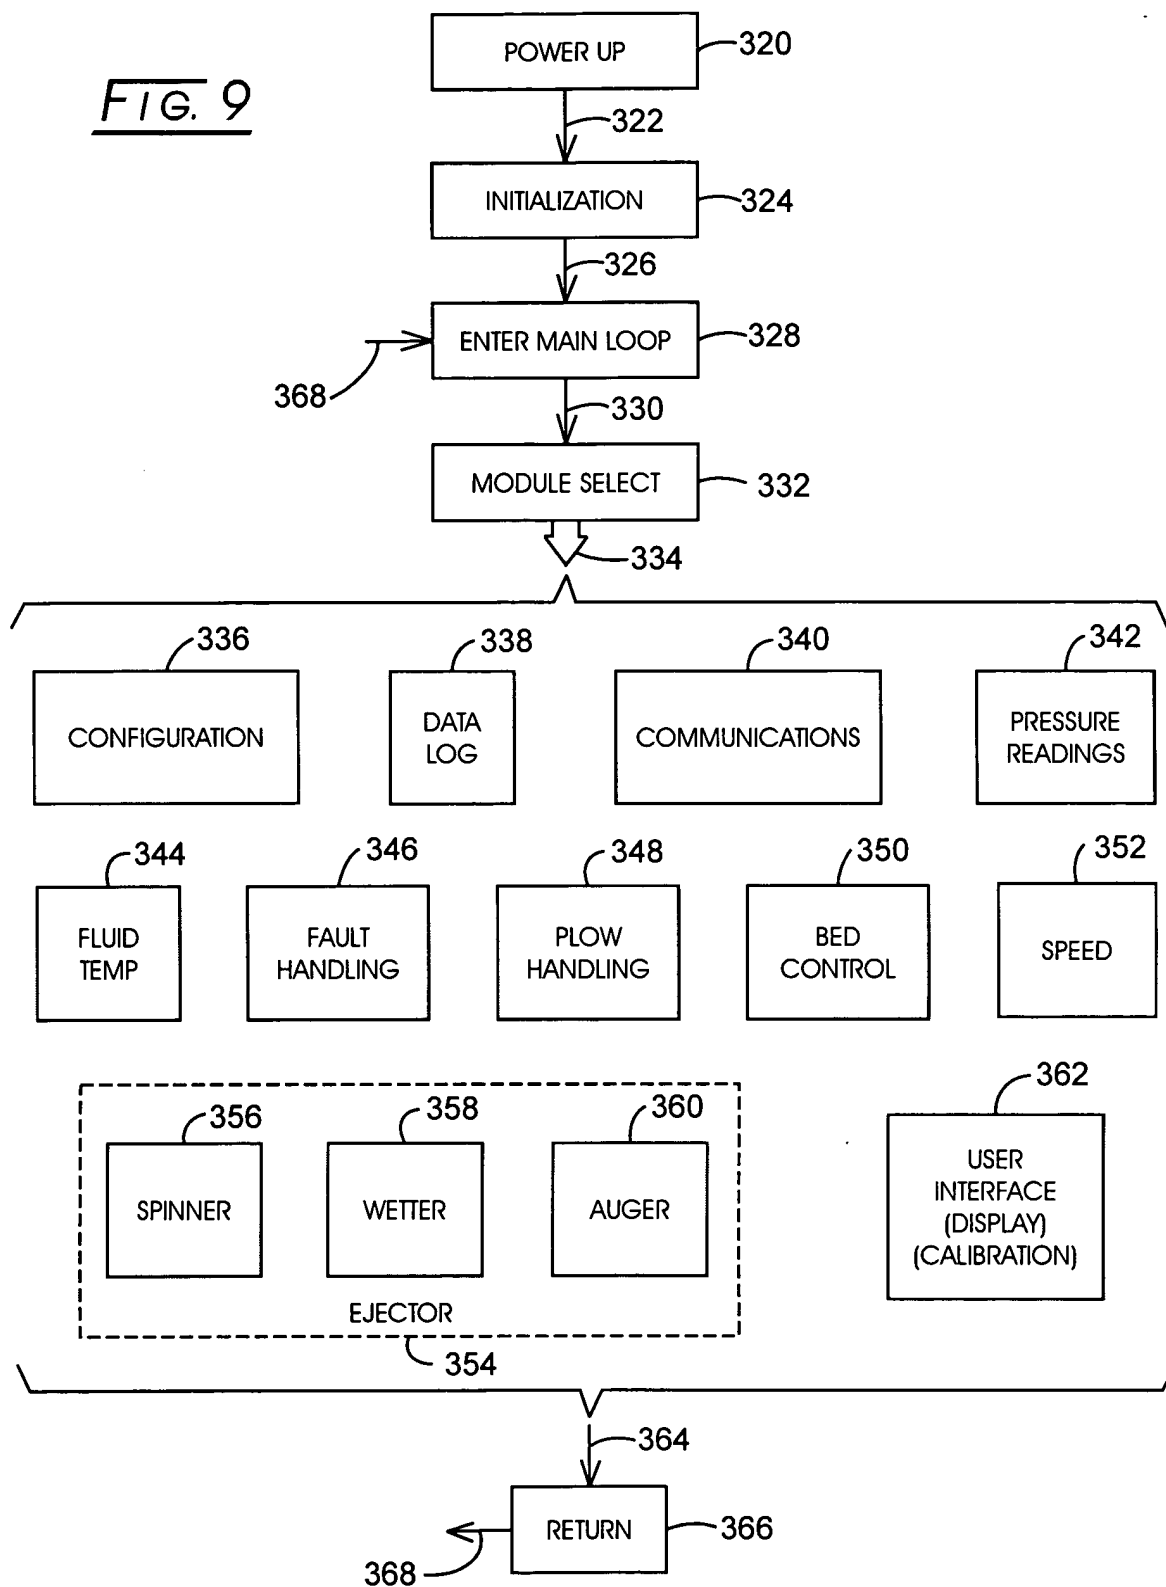 FIG. 9
POWER UP
320
322
INITIALIZATION
324
326
ENTER MAIN LOOP
328
368
330
MODULE SELECT
332
334
336
338
340
342
CONFIGURATION
DATA
LOG
COMMUNICATIONS
PRESSURE
READINGS
344
346
348
350
352
FLUID
TEMP
FAULT
HANDLING
PLOW
HANDLING
BED
CONTROL
SPEED
356
358
360
362
SPINNER
WETTER
AUGER
USER
INTERFACE
(DISPLAY)
(CALIBRATION)
EJECTOR
354
364
RETURN
366
368